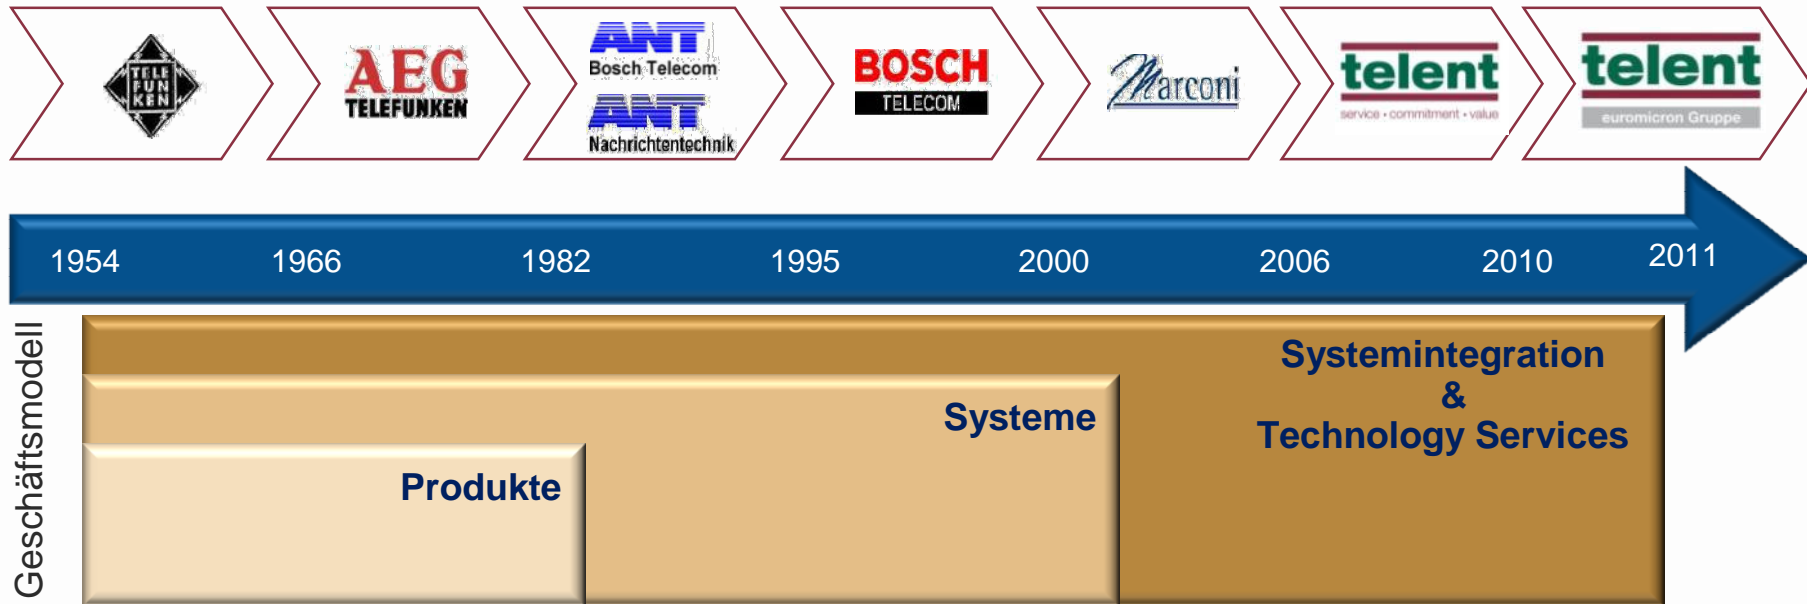 TELE
FUN
KEN
AEG
TELEFUNKEN
ANT
Bosch Telecom
ANT
Nachrichtentechnik
BOSCH
TELECOM
Marconi
telent
service • commitment • value
telent
euromicron Gruppe
1954 1966 1982 1995 2000 2006 2010 2011
Geschäftsmodell
Systemintegration
&
Technology Services
Systeme
Produkte